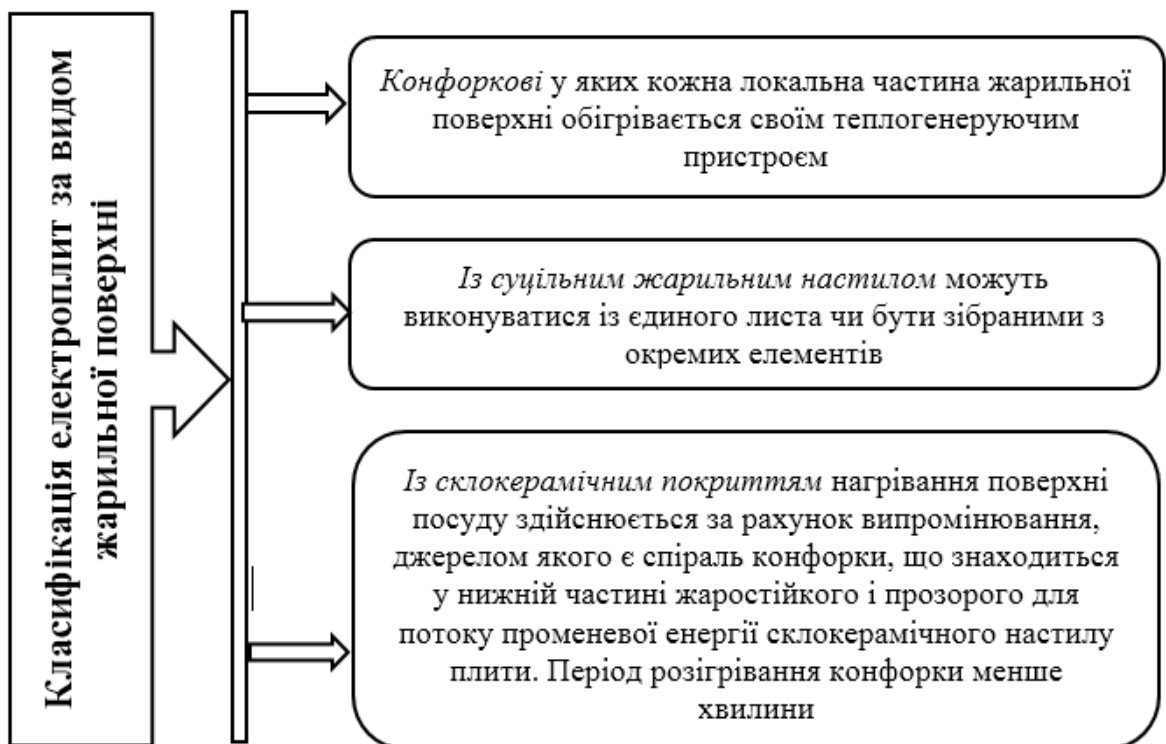 Класифікація електроплит за видом
жарильної поверхні
Конфоркові у яких кожна локальна частина жарильної
поверхні обігрівається своїм теплогенеруючим
пристроєм
Із суцільним жарильним настилом можуть
виконуватися із єдиного листа чи бути зібраними з
окремих елементів
Із склокерамічним покриттям нагрівання поверхні
посуду здійснюється за рахунок випромінювання,
джерелом якого є спіраль конфорки, що знаходиться
у нижній частині жаростійкого і прозорого для
потоку променевої енергії склокерамічного настилу
плити. Період розігрівання конфорки менше
хвилини